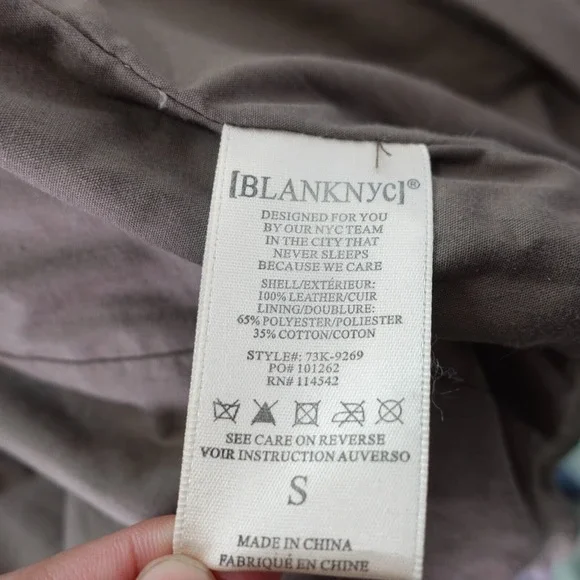 [BLANKNYC]®
DESIGNED FOR YOU
BY OUR NYC TEAM
IN THE CITY THAT
NEVER SLEEPS
BECAUSE WE CARE
SHELL/EXTÉRIEUR:
100% LEATHER/CUIR
LINING/DOUBLURE:
65% POLYESTER/POLIESTER
35% COTTON/COTON
STYLE#: 73K-9269
PO# 101262
RN# 114542
SEE CARE ON REVERSE
VOIR INSTRUCTION AUVERSO
S
MADE IN CHINA
FABRIQUÉ EN CHINE